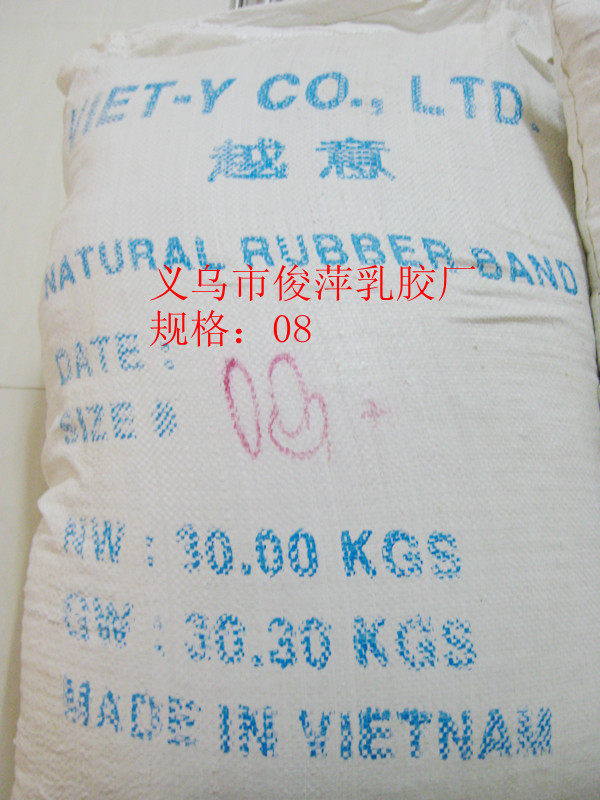 VIET-Y CO., LTD.
越意
NATURAL RUBBER BAND
义乌市俊萍乳胶厂
规格：08
DATE :
SIZE # 08
NW : 30.00 KGS
GW : 30.30 KGS
MADE IN VIETNAM